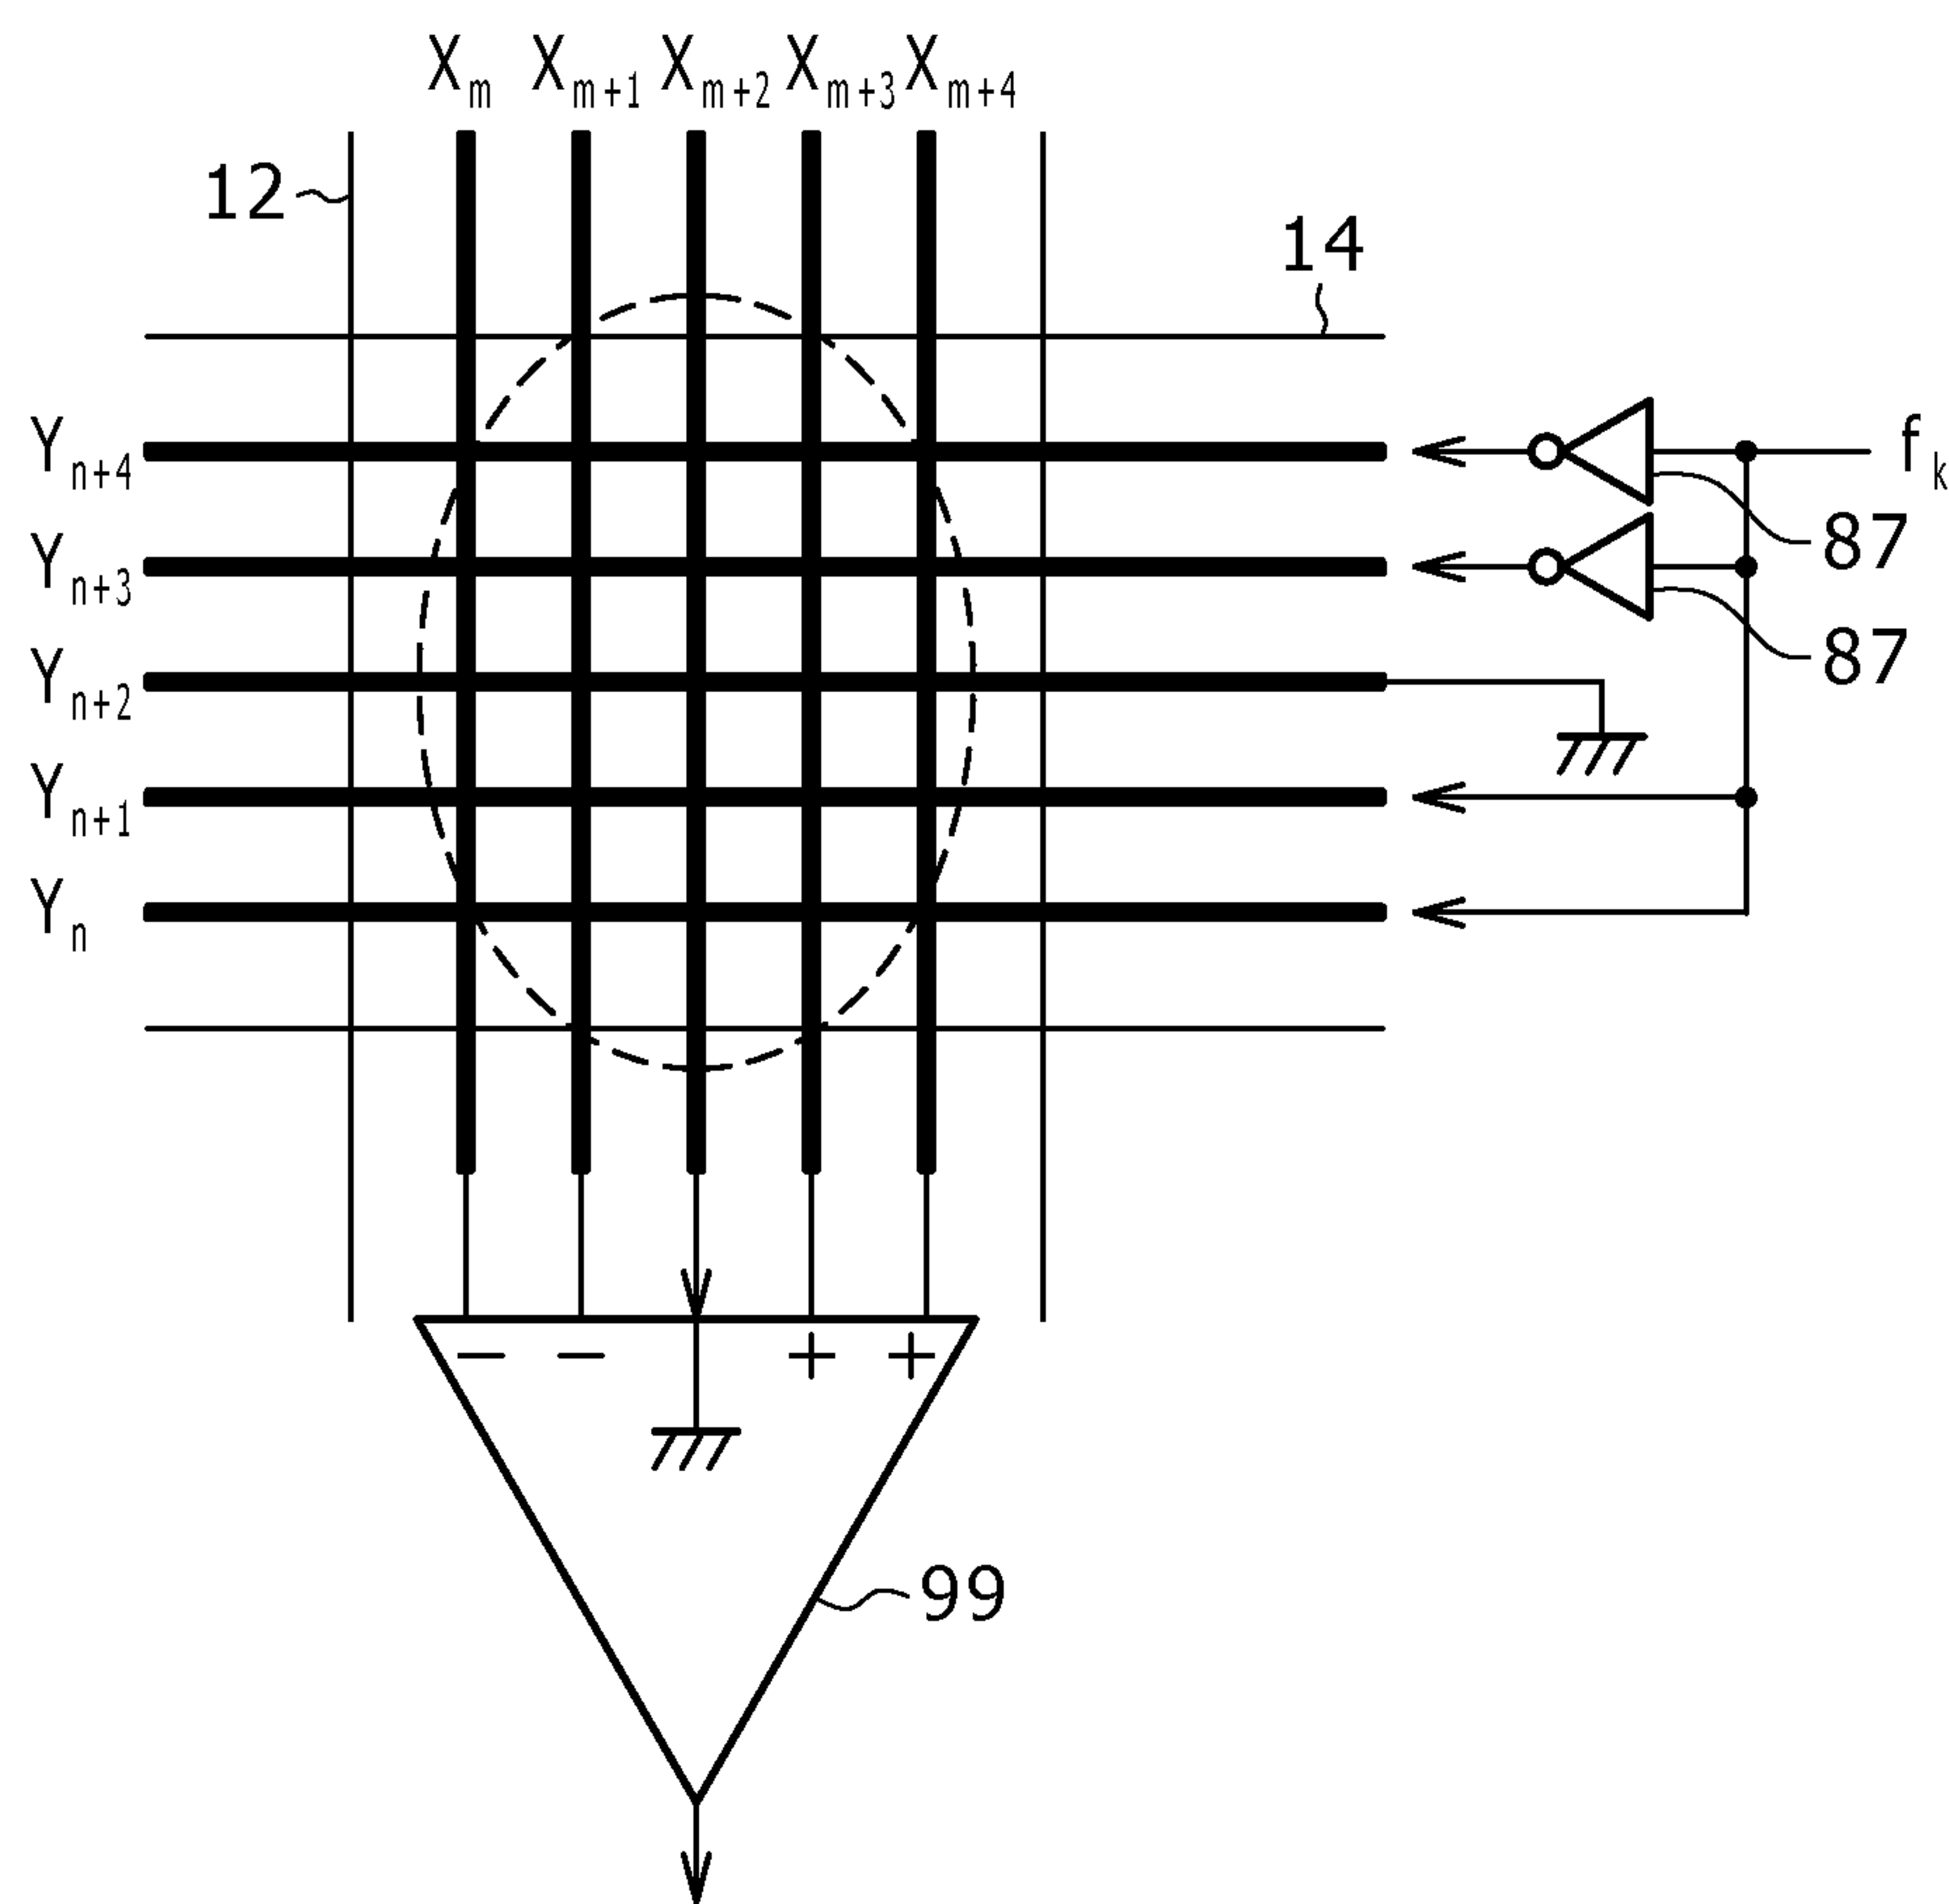 Xm Xm+1 Xm+2 Xm+3 Xm+4
12
14
Yn+4
fk
87
Yn+3
87
Yn+2
Yn+1
Yn
− − + +
99